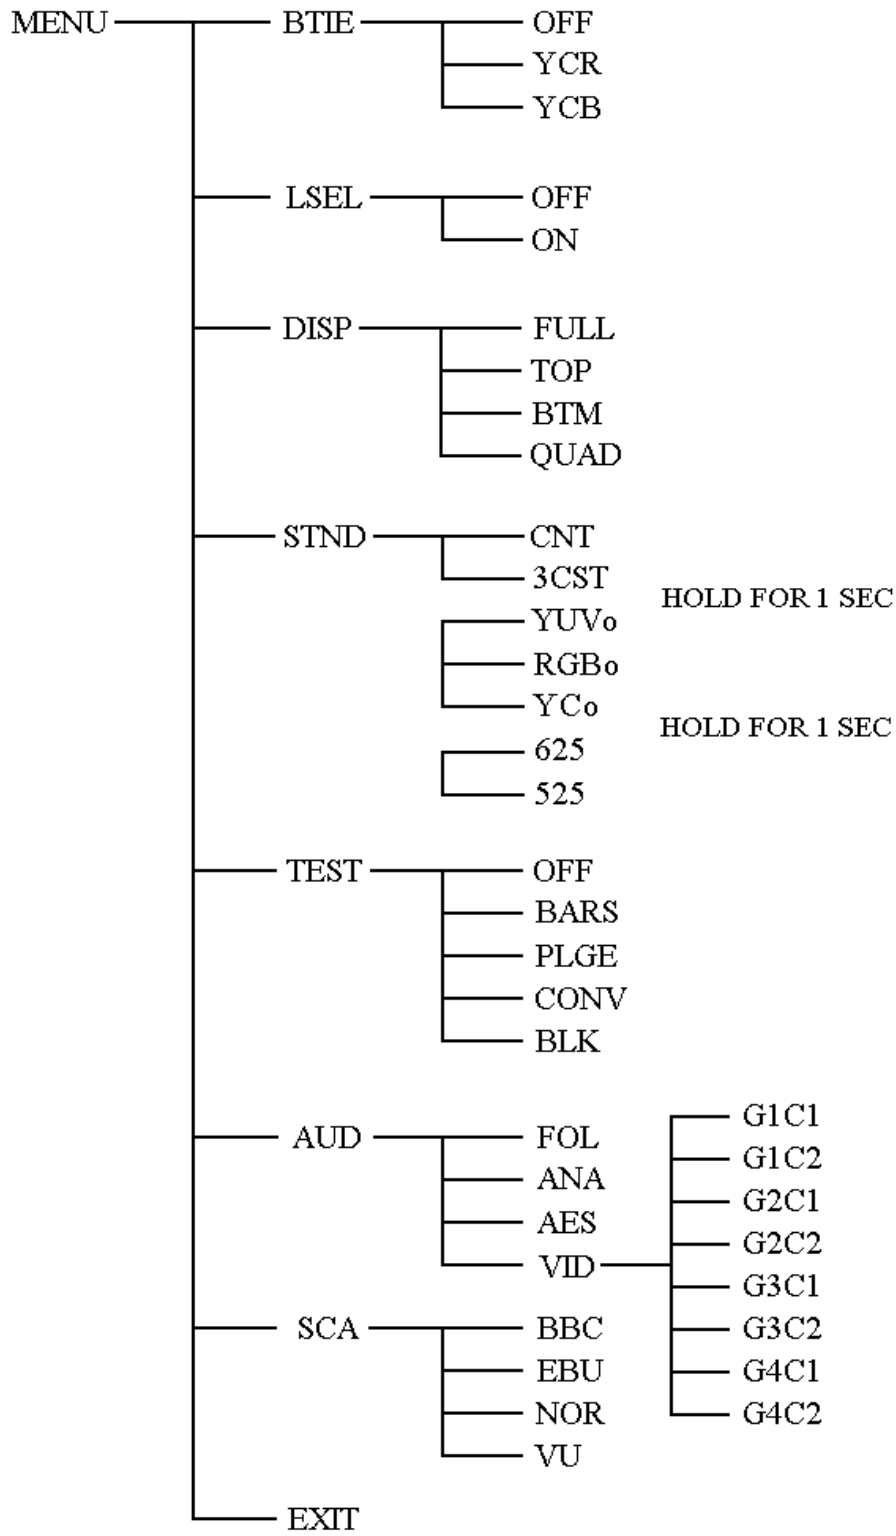 MENU
BTIE
OFF
YCR
YCB
LSEL
OFF
ON
DISP
FULL
TOP
BTM
QUAD
STND
CNT
3CST
HOLD FOR 1 SEC
YUVo
RGBo
YCo
HOLD FOR 1 SEC
625
525
TEST
OFF
BARS
PLGE
CONV
BLK
AUD
FOL
ANA
AES
VID
G1C1
G1C2
G2C1
G2C2
G3C1
G3C2
G4C1
G4C2
SCA
BBC
EBU
NOR
VU
EXIT